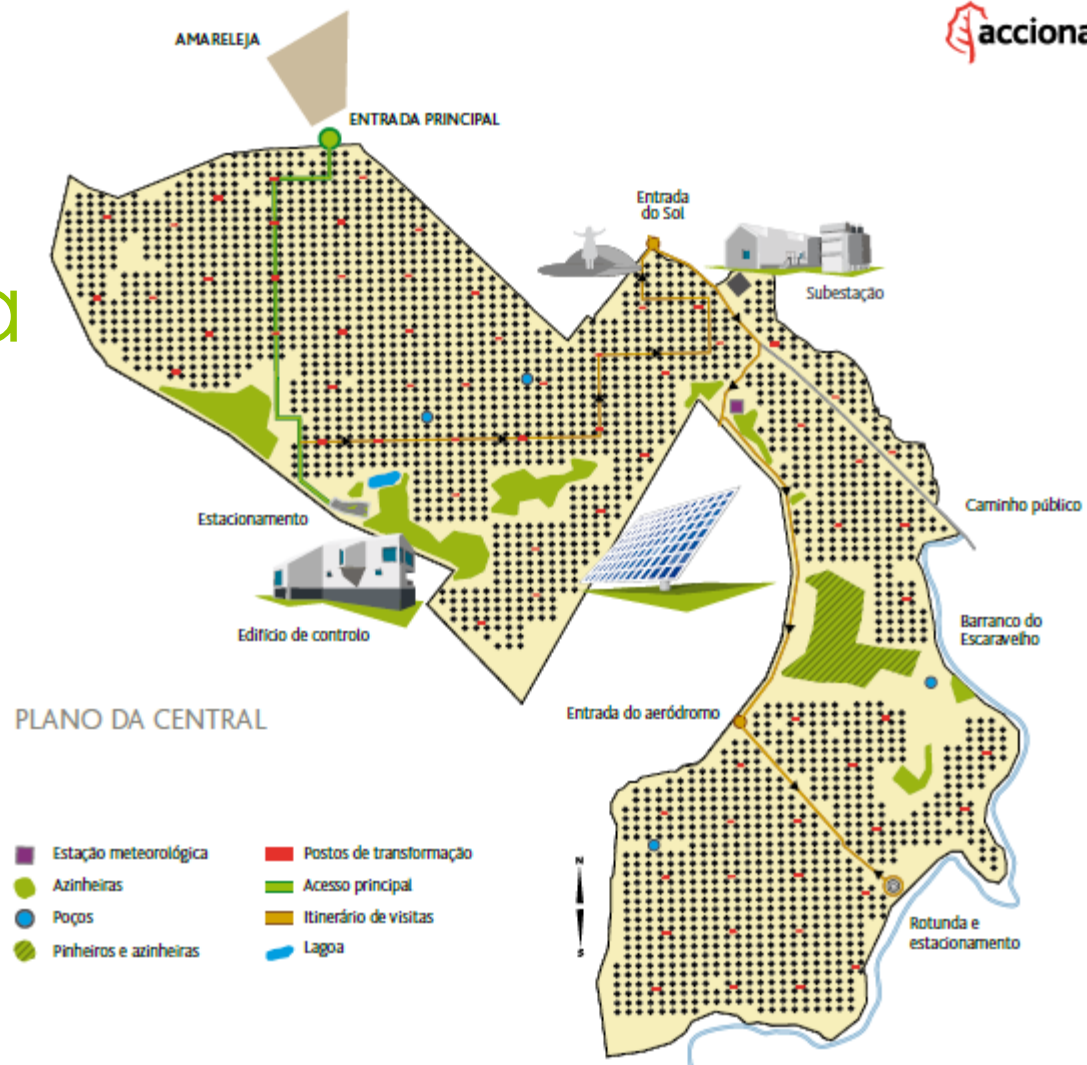 acciona
AMARELEJA
ENTRADA PRINCIPAL
Entrada
do Sol
Subestação
a
Caminho público
Estacionamento
Barranco do
Escaravelho
Edifício de controlo
Entrada do aeródromo
PLANO DA CENTRAL
Estação meteorológica
Azinheiras
Poços
Pinheiros e azinheiras
Postos de transformação
Acesso principal
Itinerário de visitas
Lagoa
N
S
Rotunda e
estacionamento